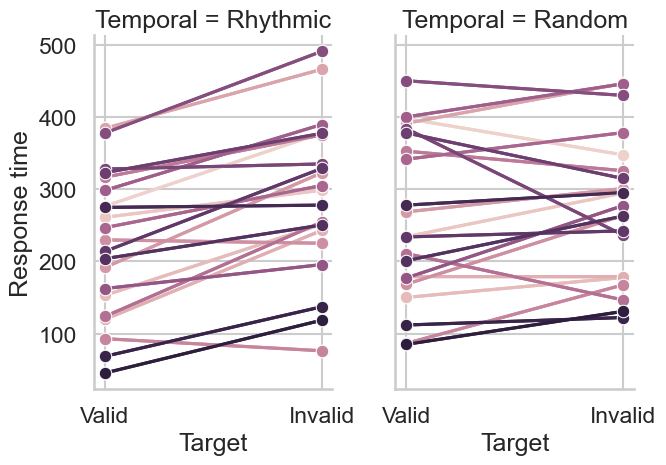 Temporal = Rhythmic
Temporal = Random
Response time
500
400
300
200
100
Valid
Invalid
Valid
Invalid
Target
Target